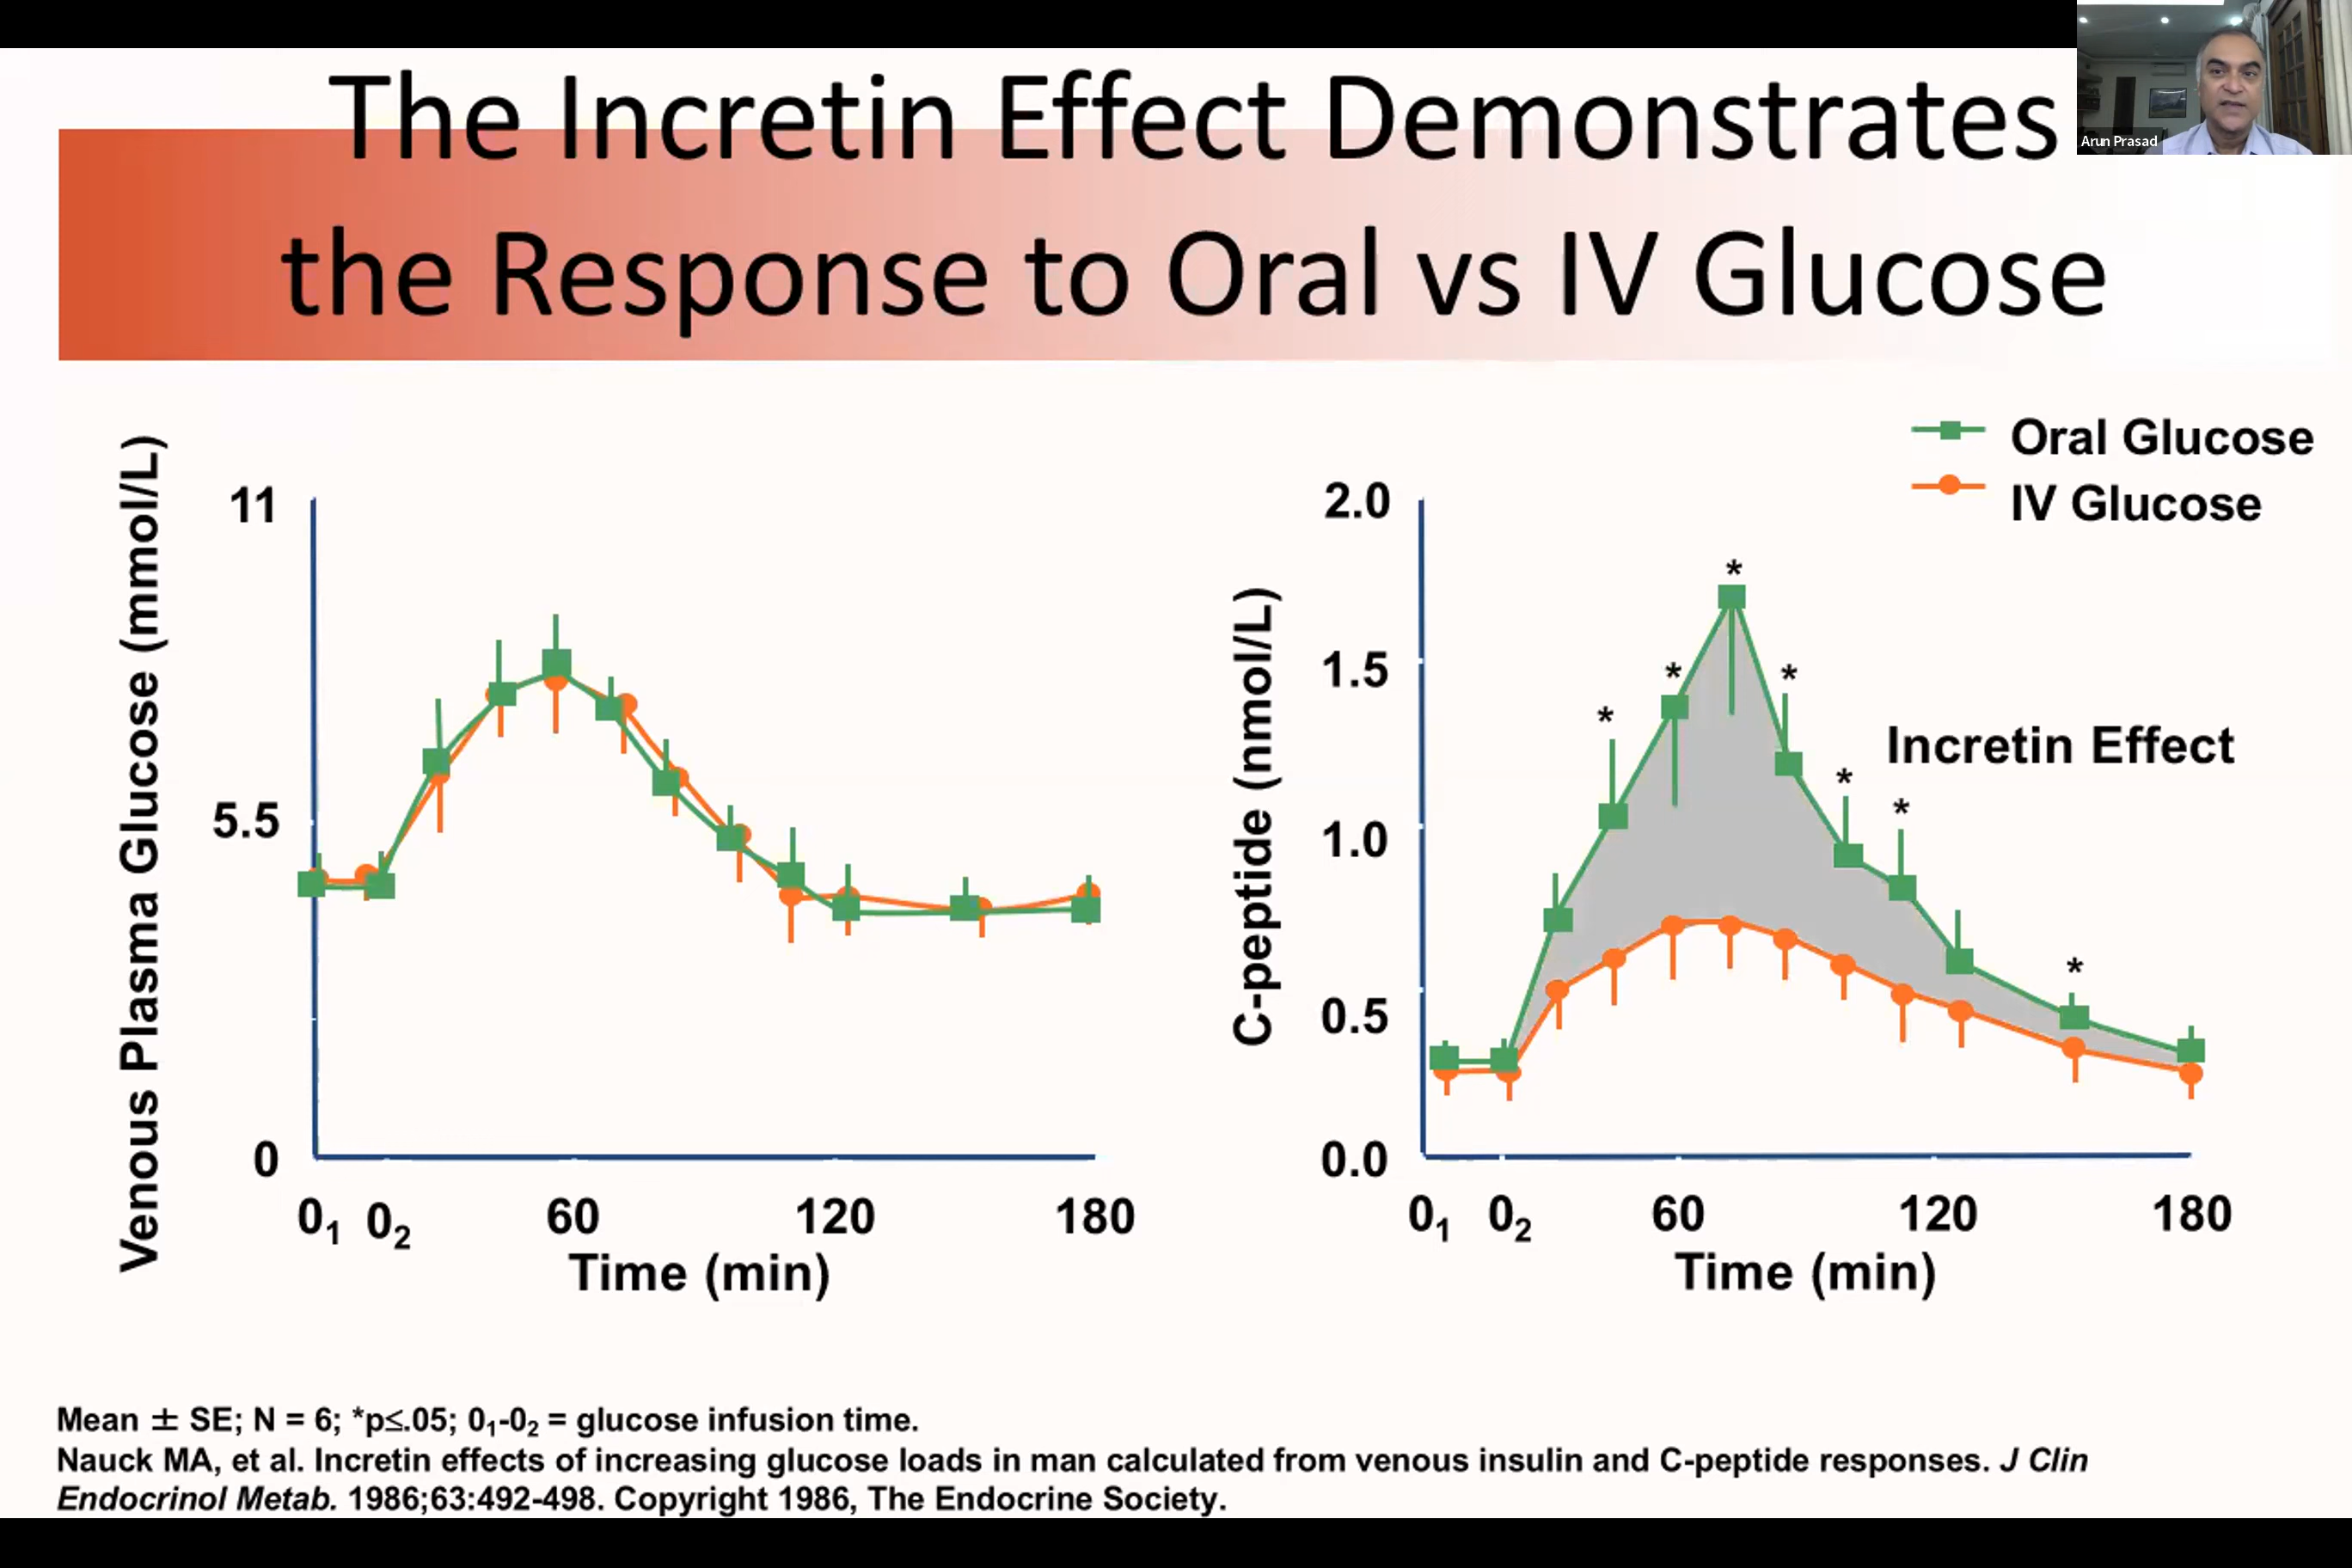 The Incretin Effect Demonstrates
the Response to Oral vs IV Glucose
Arun Prasad
Venous Plasma Glucose (mmol/L)
11
5.5
0
0₁ 0₂ 60 120 180
Time (min)
Oral Glucose
IV Glucose
C-peptide (nmol/L)
2.0
1.5
1.0
0.5
0.0
*
*
*
*
*
*
*
Incretin Effect
0₁ 0₂ 60 120 180
Time (min)
Mean ± SE; N = 6; *p≤.05; 0₁-0₂ = glucose infusion time.
Nauck MA, et al. Incretin effects of increasing glucose loads in man calculated from venous insulin and C-peptide responses. J Clin
Endocrinol Metab. 1986;63:492-498. Copyright 1986, The Endocrine Society.